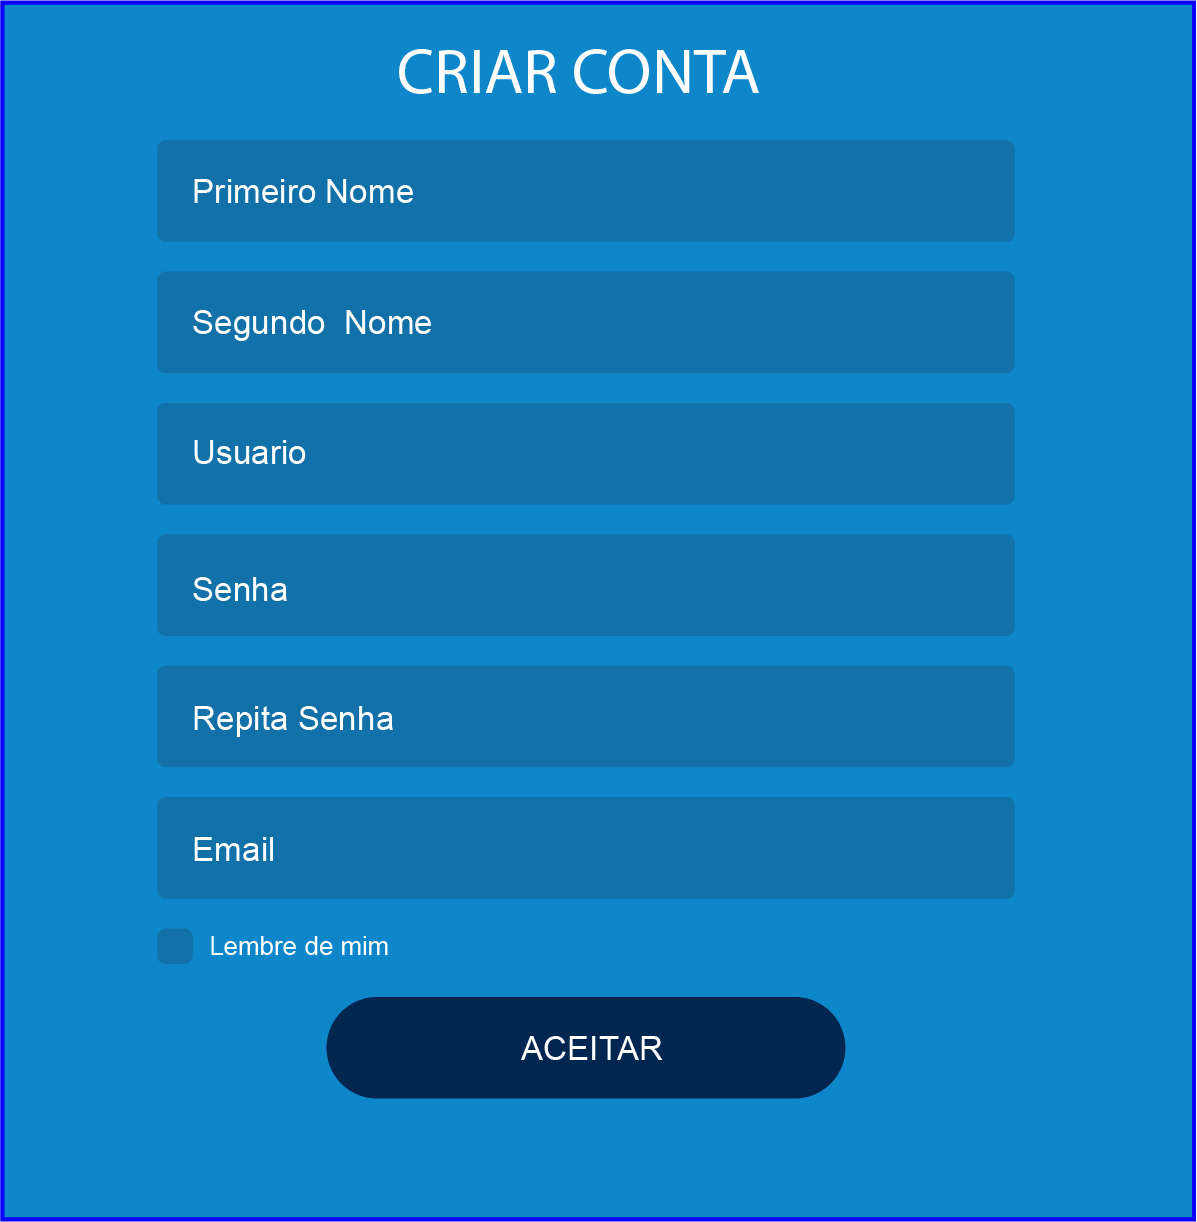 CRIAR CONTA
Primeiro Nome
Segundo  Nome
Usuario
Senha
Repita Senha
Email
Lembre de mim
ACEITAR